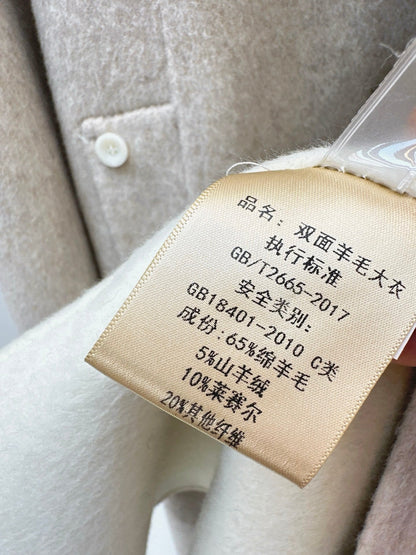 品名：双面羊毛大衣
执行标准
GB/T2665-2017
安全类别:
GB18401-2010 C类
成份：65%绵羊毛
5%山羊绒
10%莱赛尔
20%其他纤维